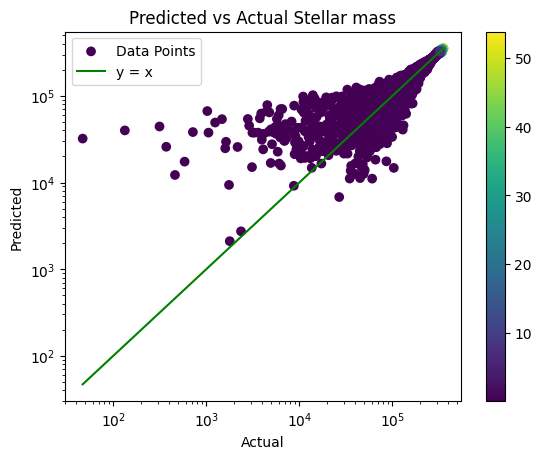 Predicted vs Actual Stellar mass
Data Points
y = x
10^5
10^4
10^3
10^2
Predicted
10^2
10^3
10^4
10^5
Actual
50
40
30
20
10